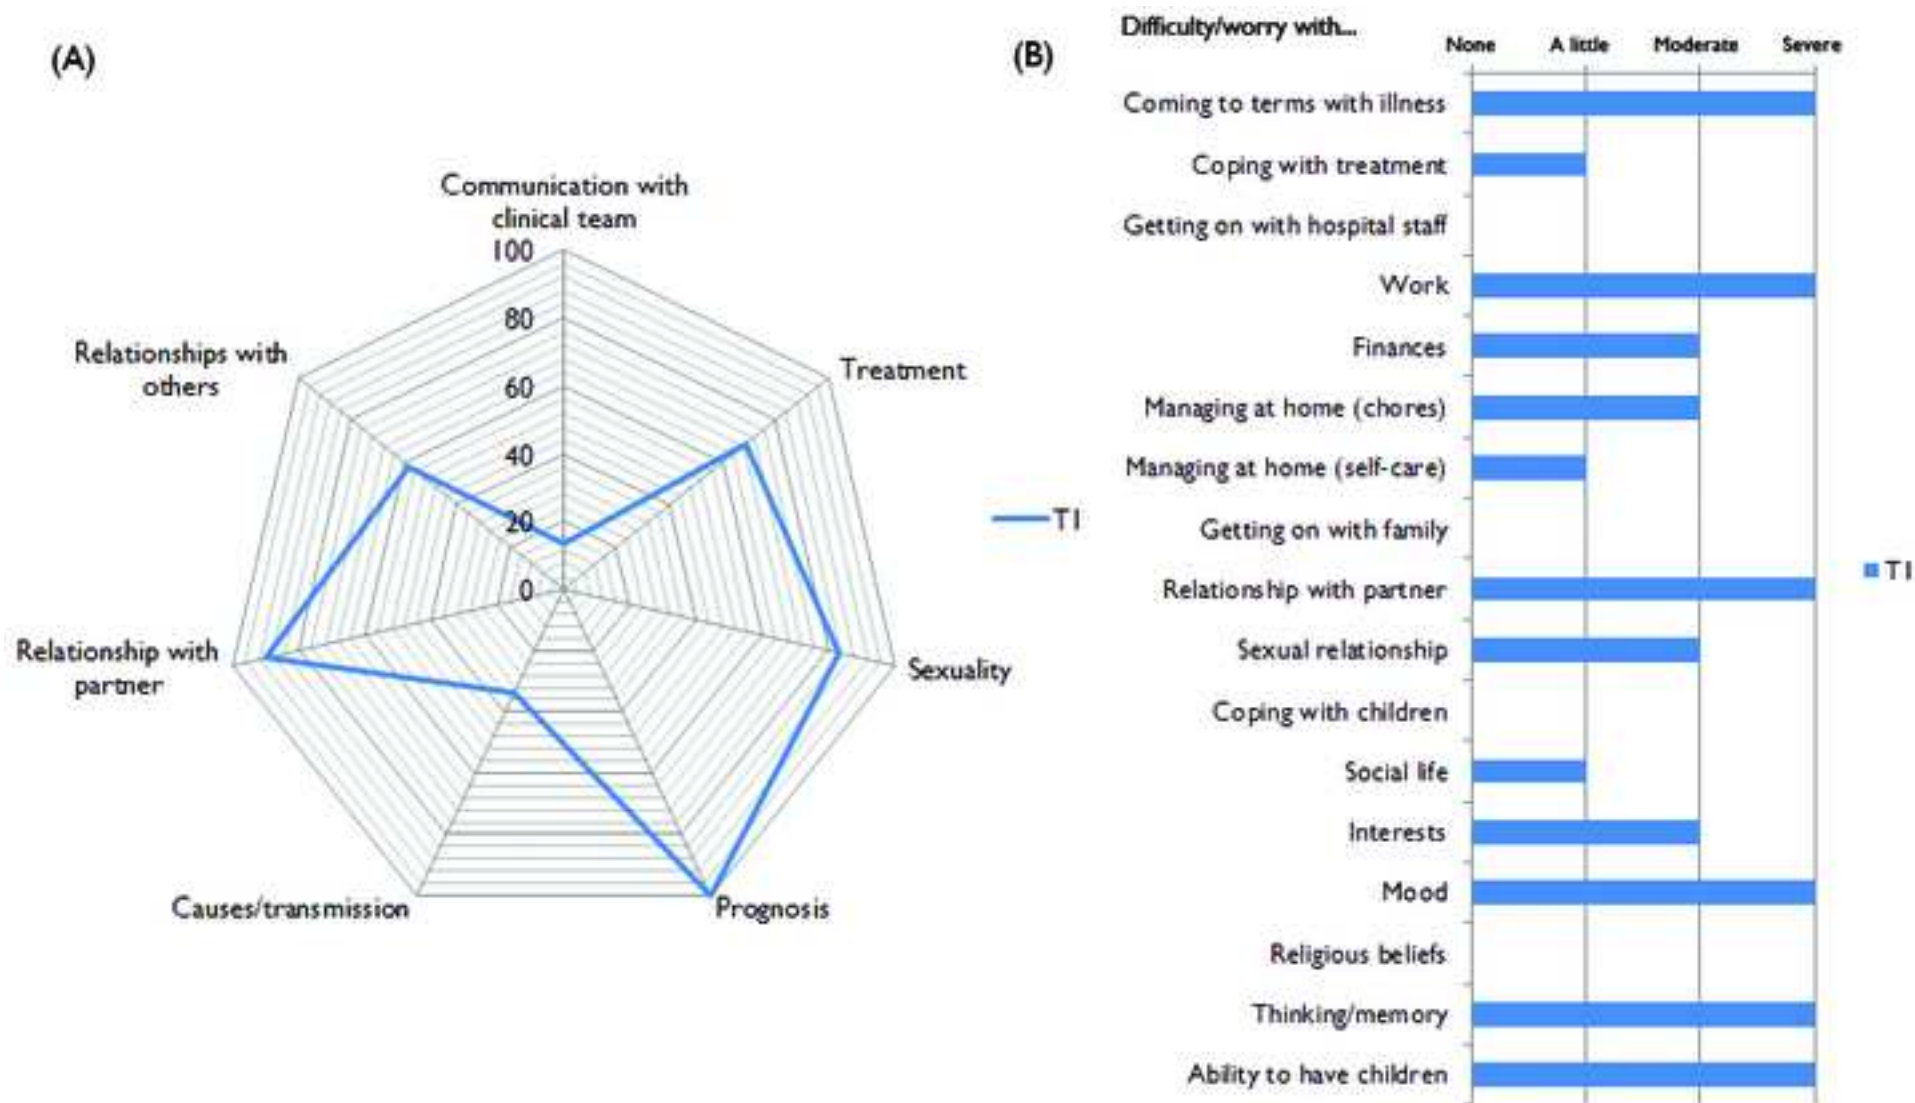 (A)
Communication with
clinical team
100
80
60
40
20
0
Treatment
Sexuality
Prognosis
Causes/transmission
Relationship with
partner
Relationships with
others
T1
(B)
Difficulty/worry with...
None A little Moderate Severe
Coming to terms with illness
Coping with treatment
Getting on with hospital staff
Work
Finances
Managing at home (chores)
Managing at home (self-care)
Getting on with family
Relationship with partner
Sexual relationship
Coping with children
Social life
Interests
Mood
Religious beliefs
Thinking/memory
Ability to have children
T1